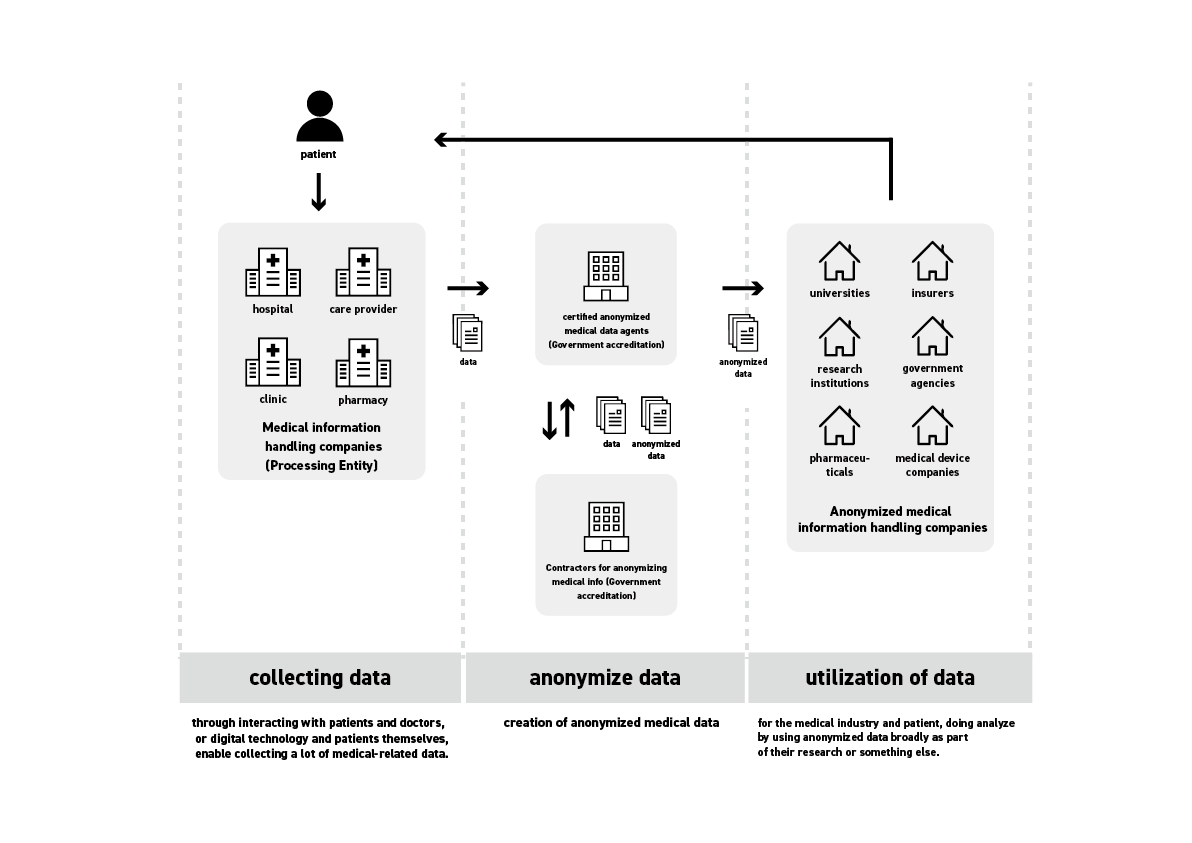 patient
hospital
care provider
clinic
pharmacy
Medical information
handling companies
(Processing Entity)
data
certified anonymized
medical data agents
(Government accreditation)
data
anonymized
data
Contractors for anonymizing
medical info (Government
accreditation)
anonymized
data
universities
insurers
research
institutions
government
agencies
pharmaceu-
ticals
medical device
companies
Anonymized medical
information handling companies
collecting data
anonymize data
utilization of data
through interacting with patients and doctors,
or digital technology and patients themselves,
enable collecting a lot of medical-related data.
creation of anonymized medical data
for the medical industry and patient, doing analyze
by using anonymized data broadly as part
of their research or something else.